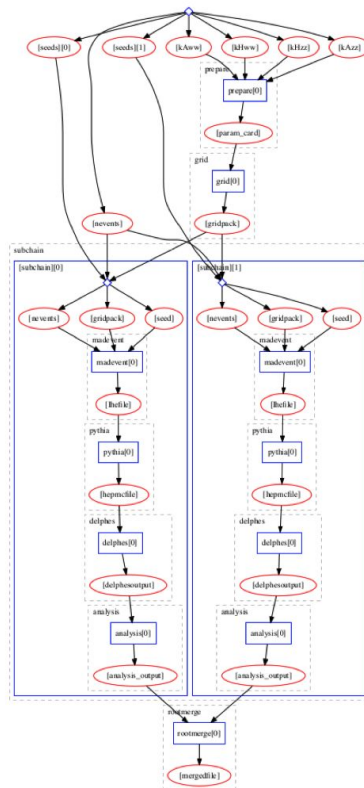 [seeds][0] [seeds][1] [kAww] [kHww] [kHzz] [kAzz]
prepare
prepare[0]
[param_card]
grid
grid[0]
[nevents] [gridpack]
subchain
[subchain][0] [subchain][1]
[nevents] [gridpack] [seed] [nevents] [gridpack] [seed]
madevent madevent
madevent[0] madevent[0]
[lhefile] [lhefile]
pythia pythia
pythia[0] pythia[0]
[hepmcfile] [hepmcfile]
delphes delphes
delphes[0] delphes[0]
[delphesoutput] [delphesoutput]
analysis analysis
analysis[0] analysis[0]
[analysis_output] [analysis_output]
rootmerge
rootmerge[0]
[mergedfile]